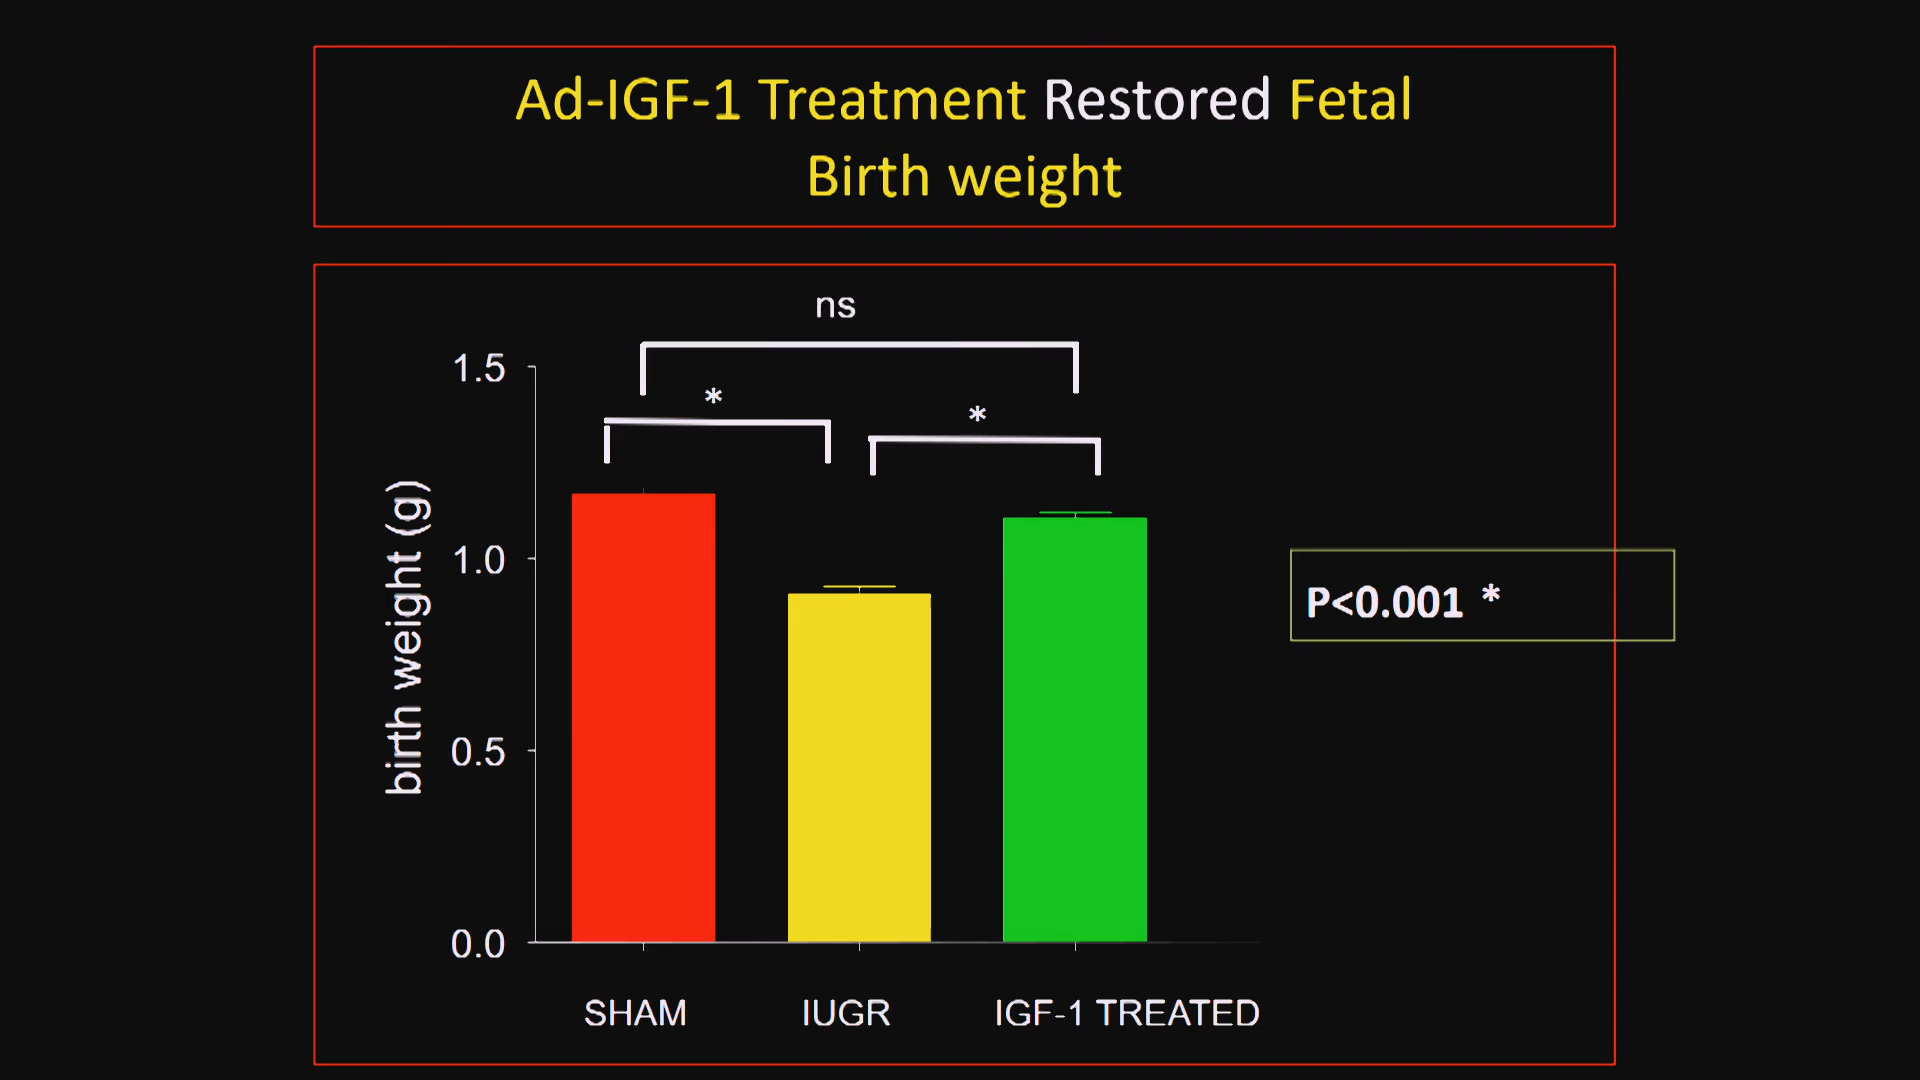 Ad-IGF-1 Treatment Restored Fetal
Birth weight
ns
*
*
1.5
1.0
0.5
0.0
birth weight (g)
P<0.001 *
SHAM IUGR IGF-1 TREATED